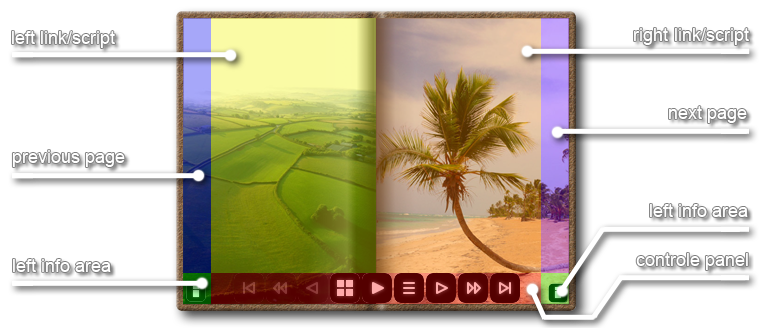 left link/script
right link/script
next page
previous page
left info area
left info area
controle panel